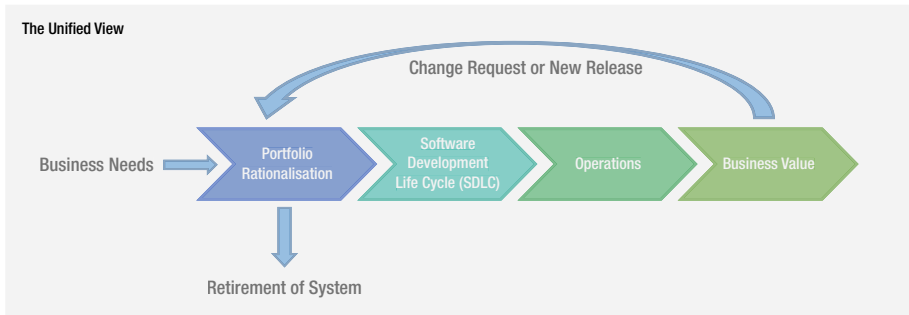 The Unified View
Change Request or New Release
Business Needs
Portfolio
Rationalisation
Software
Development
Life Cycle (SDLC)
Operations
Business Value
Retirement of System